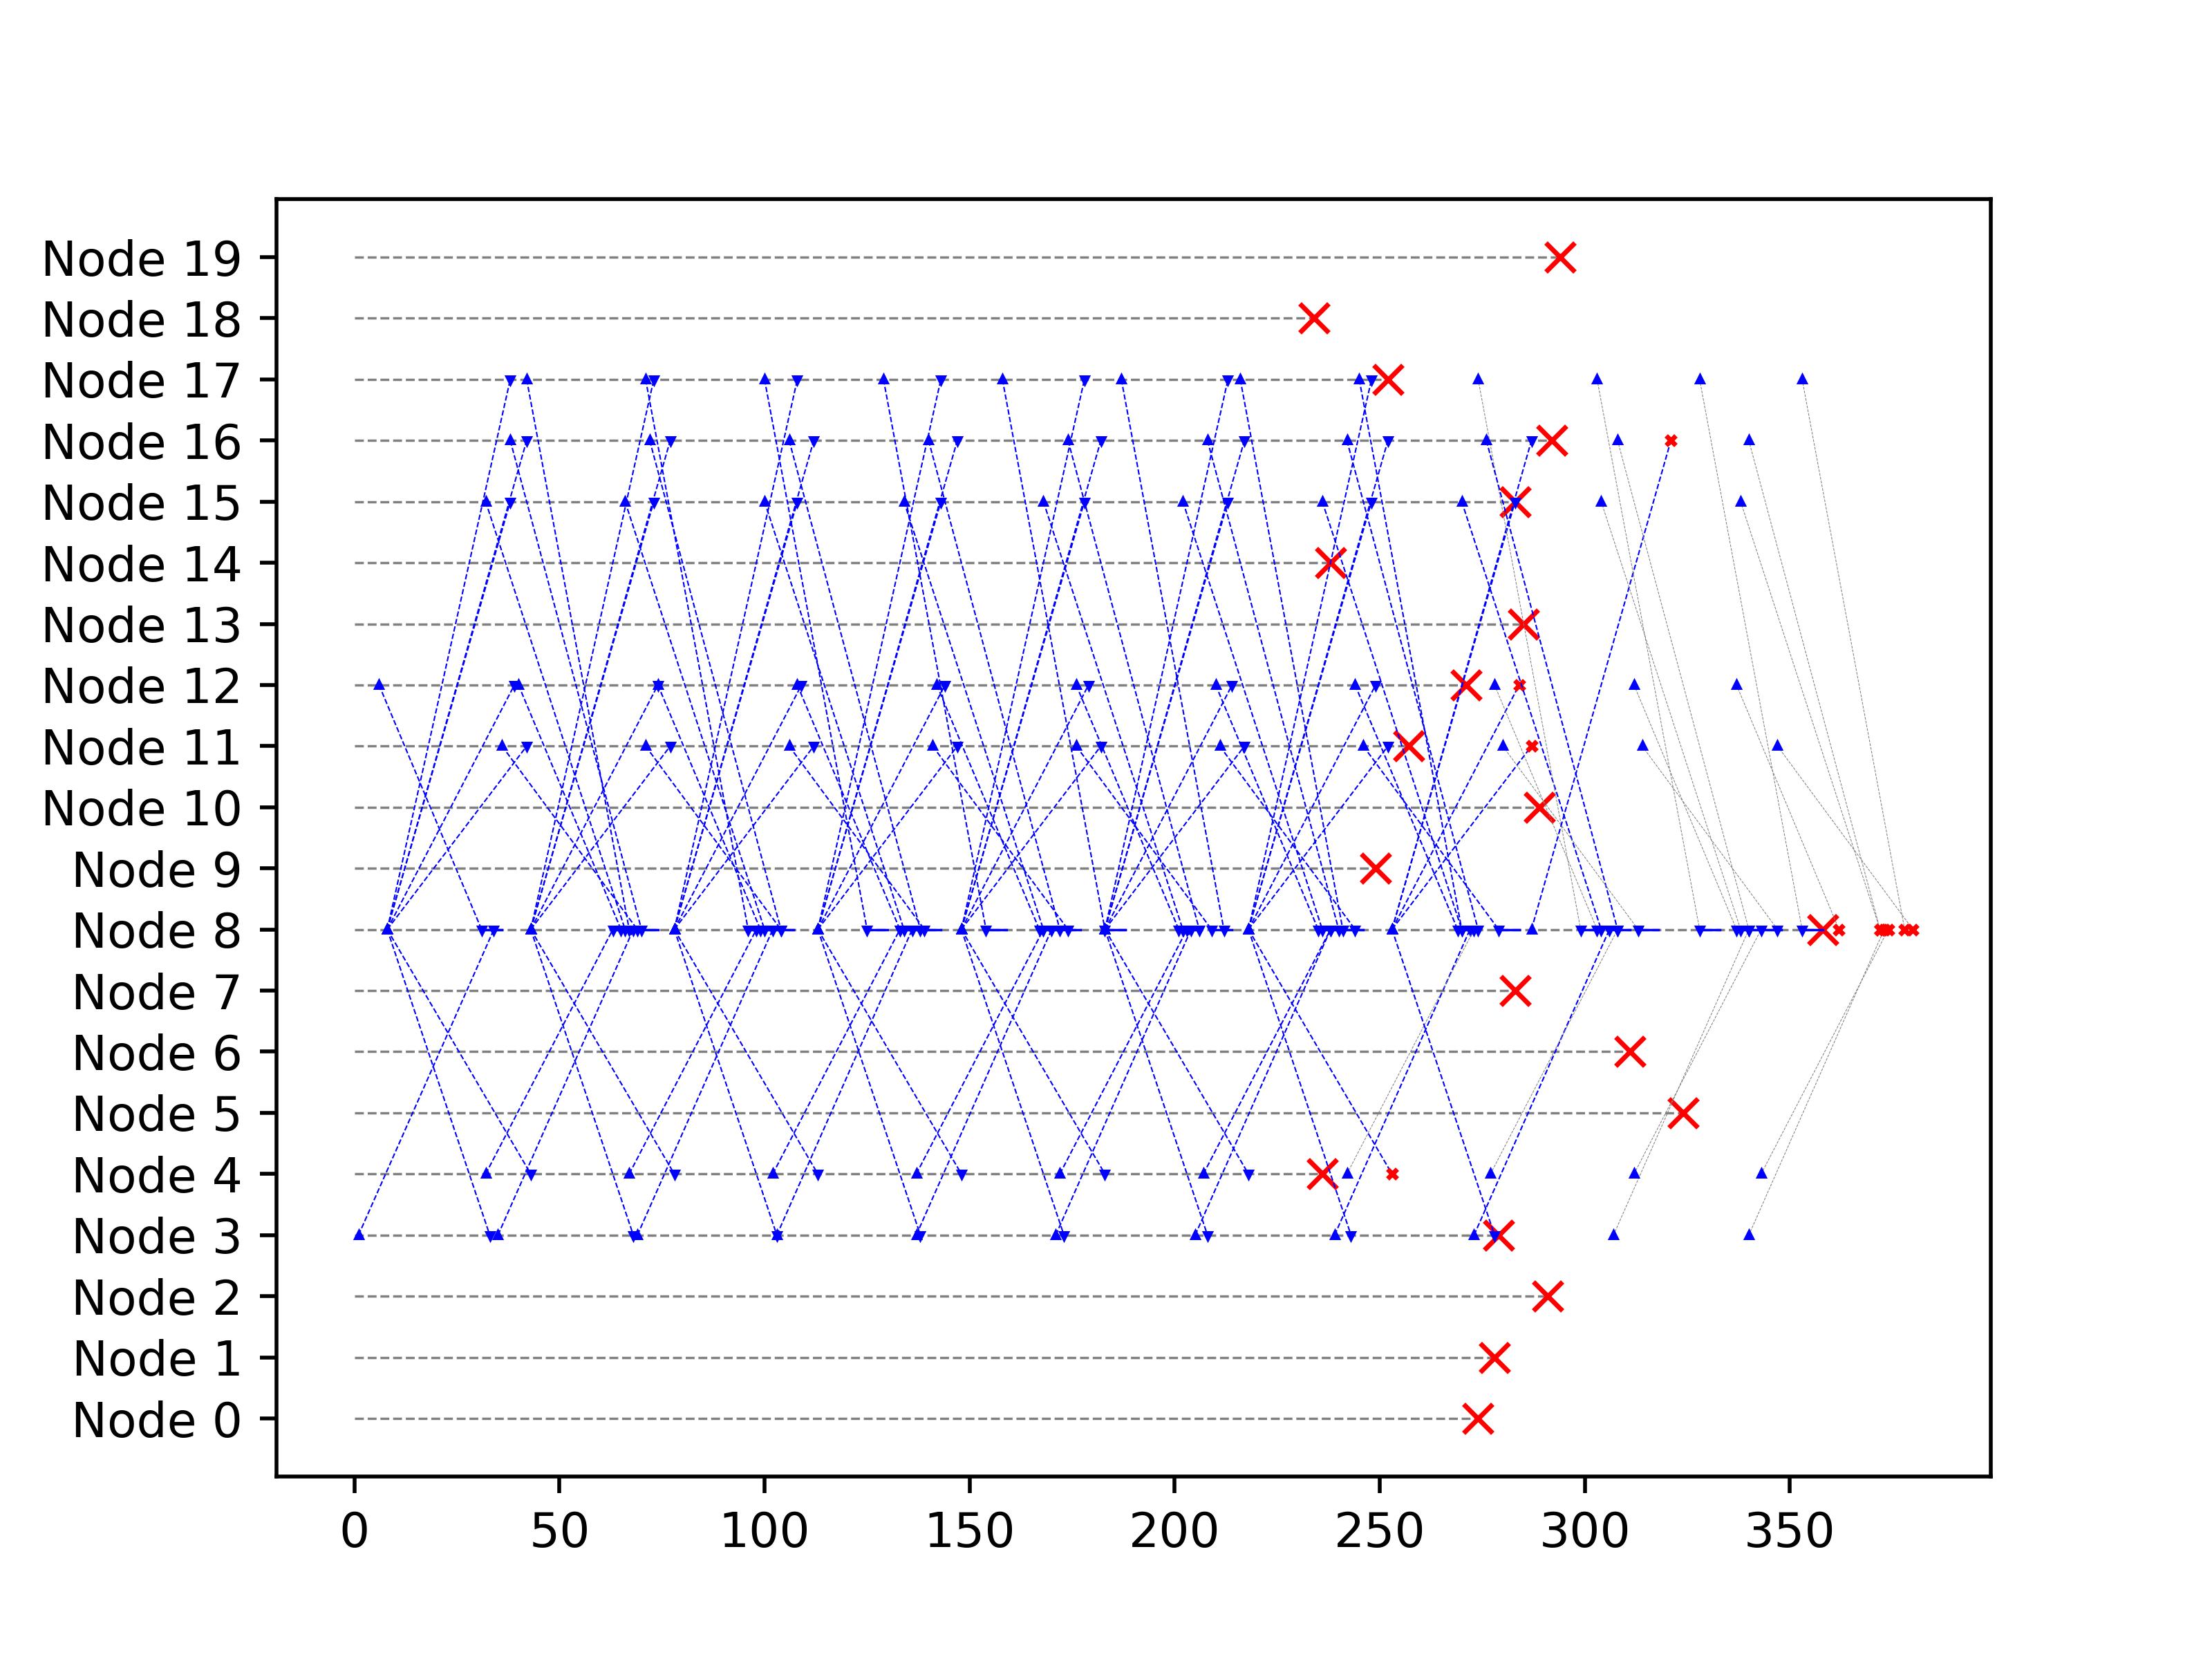 Node 19
Node 18
Node 17
Node 16
Node 15
Node 14
Node 13
Node 12
Node 11
Node 10
Node 9
Node 8
Node 7
Node 6
Node 5
Node 4
Node 3
Node 2
Node 1
Node 0
0 50 100 150 200 250 300 350